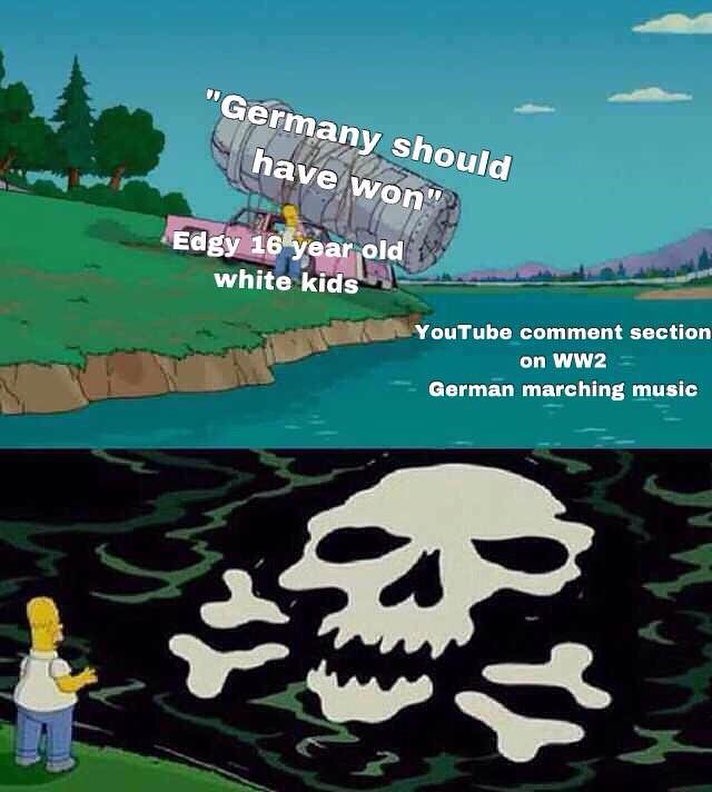 "Germany should
have won"
Edgy 16 year old
white kids
YouTube comment section
on WW2
German marching music